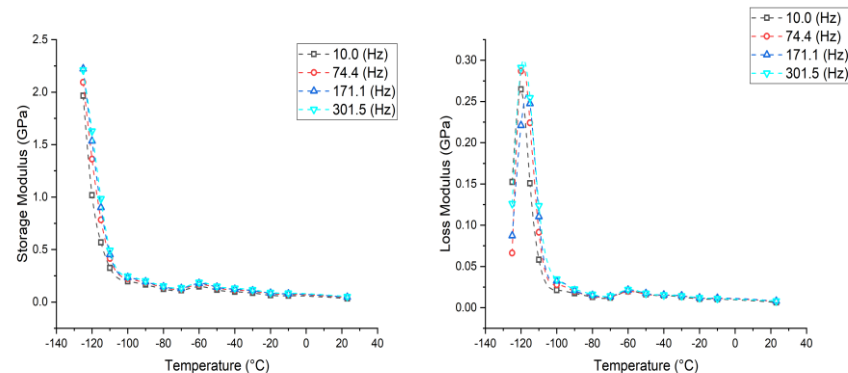 10.0 (Hz)
74.4 (Hz)
171.1 (Hz)
301.5 (Hz)
2.5
2.0
1.5
1.0
0.5
0.0
Storage Modulus (GPa)
-140 -120 -100 -80 -60 -40 -20 0 20 40
Temperature (°C)
10.0 (Hz)
74.4 (Hz)
171.1 (Hz)
301.5 (Hz)
0.30
0.25
0.20
0.15
0.10
0.05
0.00
Loss Modulus (GPa)
-140 -120 -100 -80 -60 -40 -20 0 20 40
Temperature (°C)